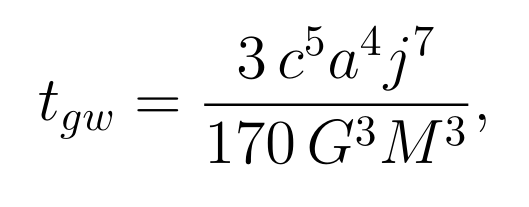 t_{gw} = \frac{3 c^5 a^4 j^7}{170 G^3 M^3},